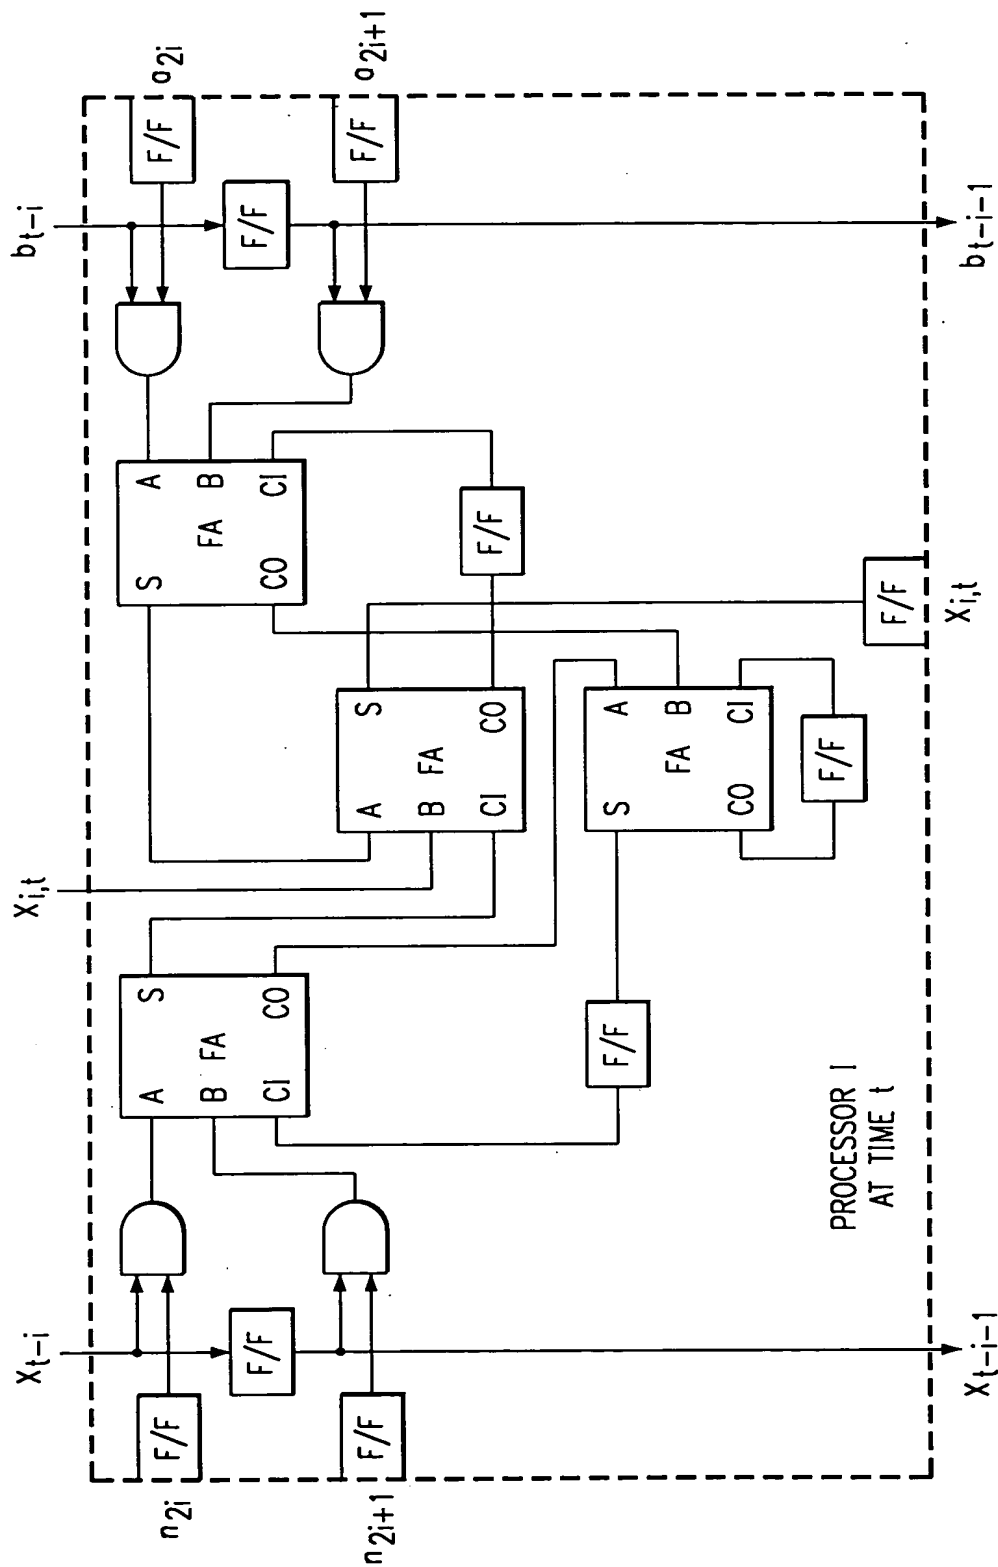 X_{t-i}
X_{i,t}
b_{t-i}
n_{2i}
F/F
A
S
S
A
F/F
a_{2i}
B
FA
FA
B
F/F
CI
CO
CO
CI
F/F
n_{2i+1}
F/F
A
S
F/F
a_{2i+1}
B
FA
CI
CO
F/F
F/F
S
A
FA
B
CO
CI
F/F
PROCESSOR I
AT TIME t
F/F
X_{t-i-1}
X_{i,t}
b_{t-i-1}